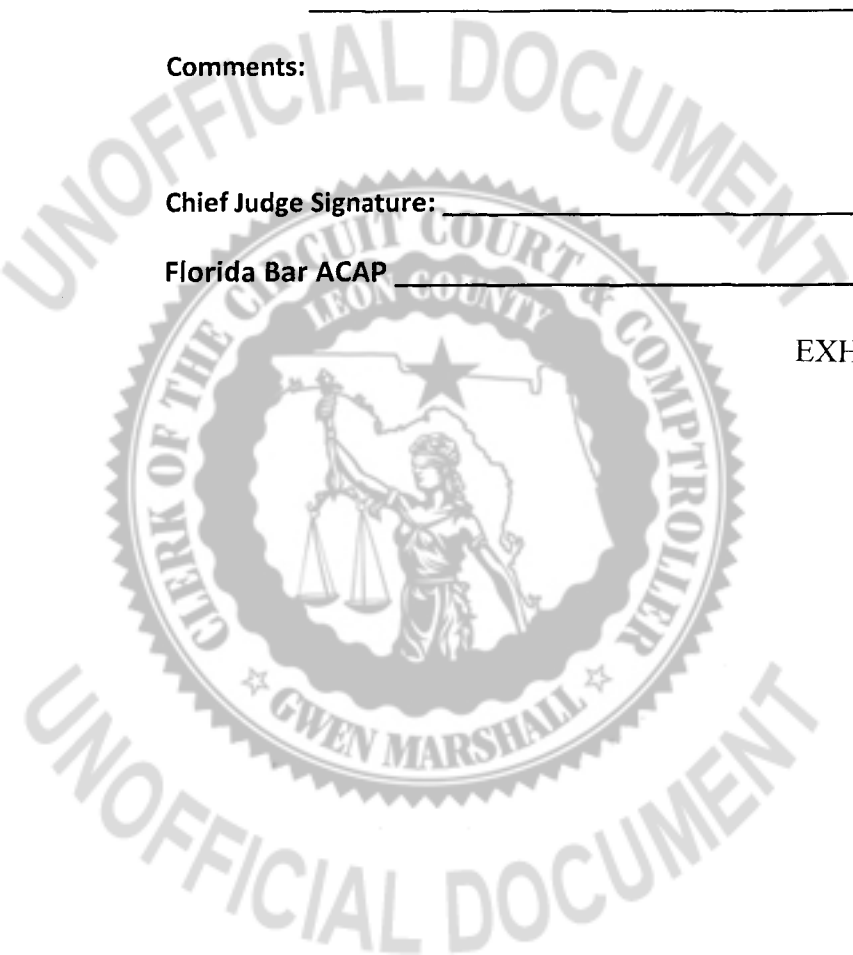 UNOFFICIAL DOCUMENT
Comments:
Chief Judge Signature:
Florida Bar ACAP
EXH
CLERK OF THE CIRCUIT COURT & COMPTROLLER
LEON COUNTY
GWEN MARSHALL
UNOFFICIAL DOCUMENT